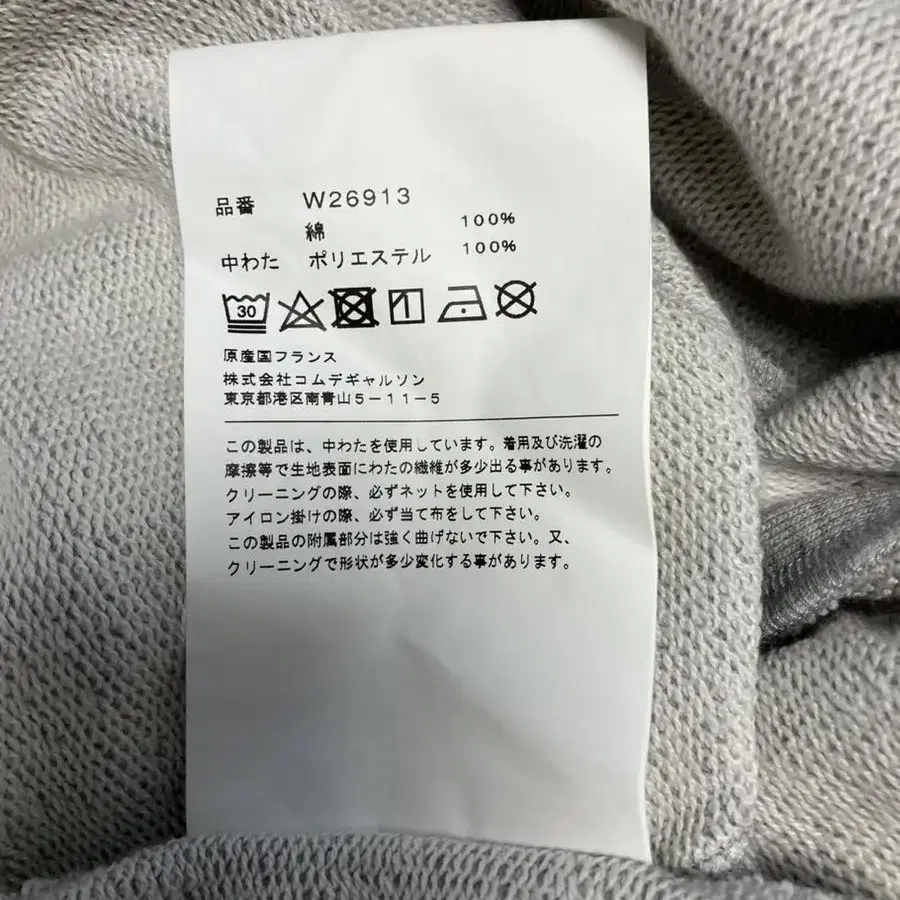 品番 W26913
綿 100%
中わた ポリエステル 100%
30
原産国フランス
株式会社コムデギャルソン
東京都港区南青山5-11-5
この製品は、中わたを使用しています。着用及び洗濯の
摩擦等で生地表面にわたの繊維が多少出る事があります。
クリーニングの際、必ずネットを使用して下さい。
アイロン掛けの際、必ず当て布をして下さい。
この製品の附属部分は強く曲げないで下さい。又、
クリーニングで形状が多少変化する事があります。